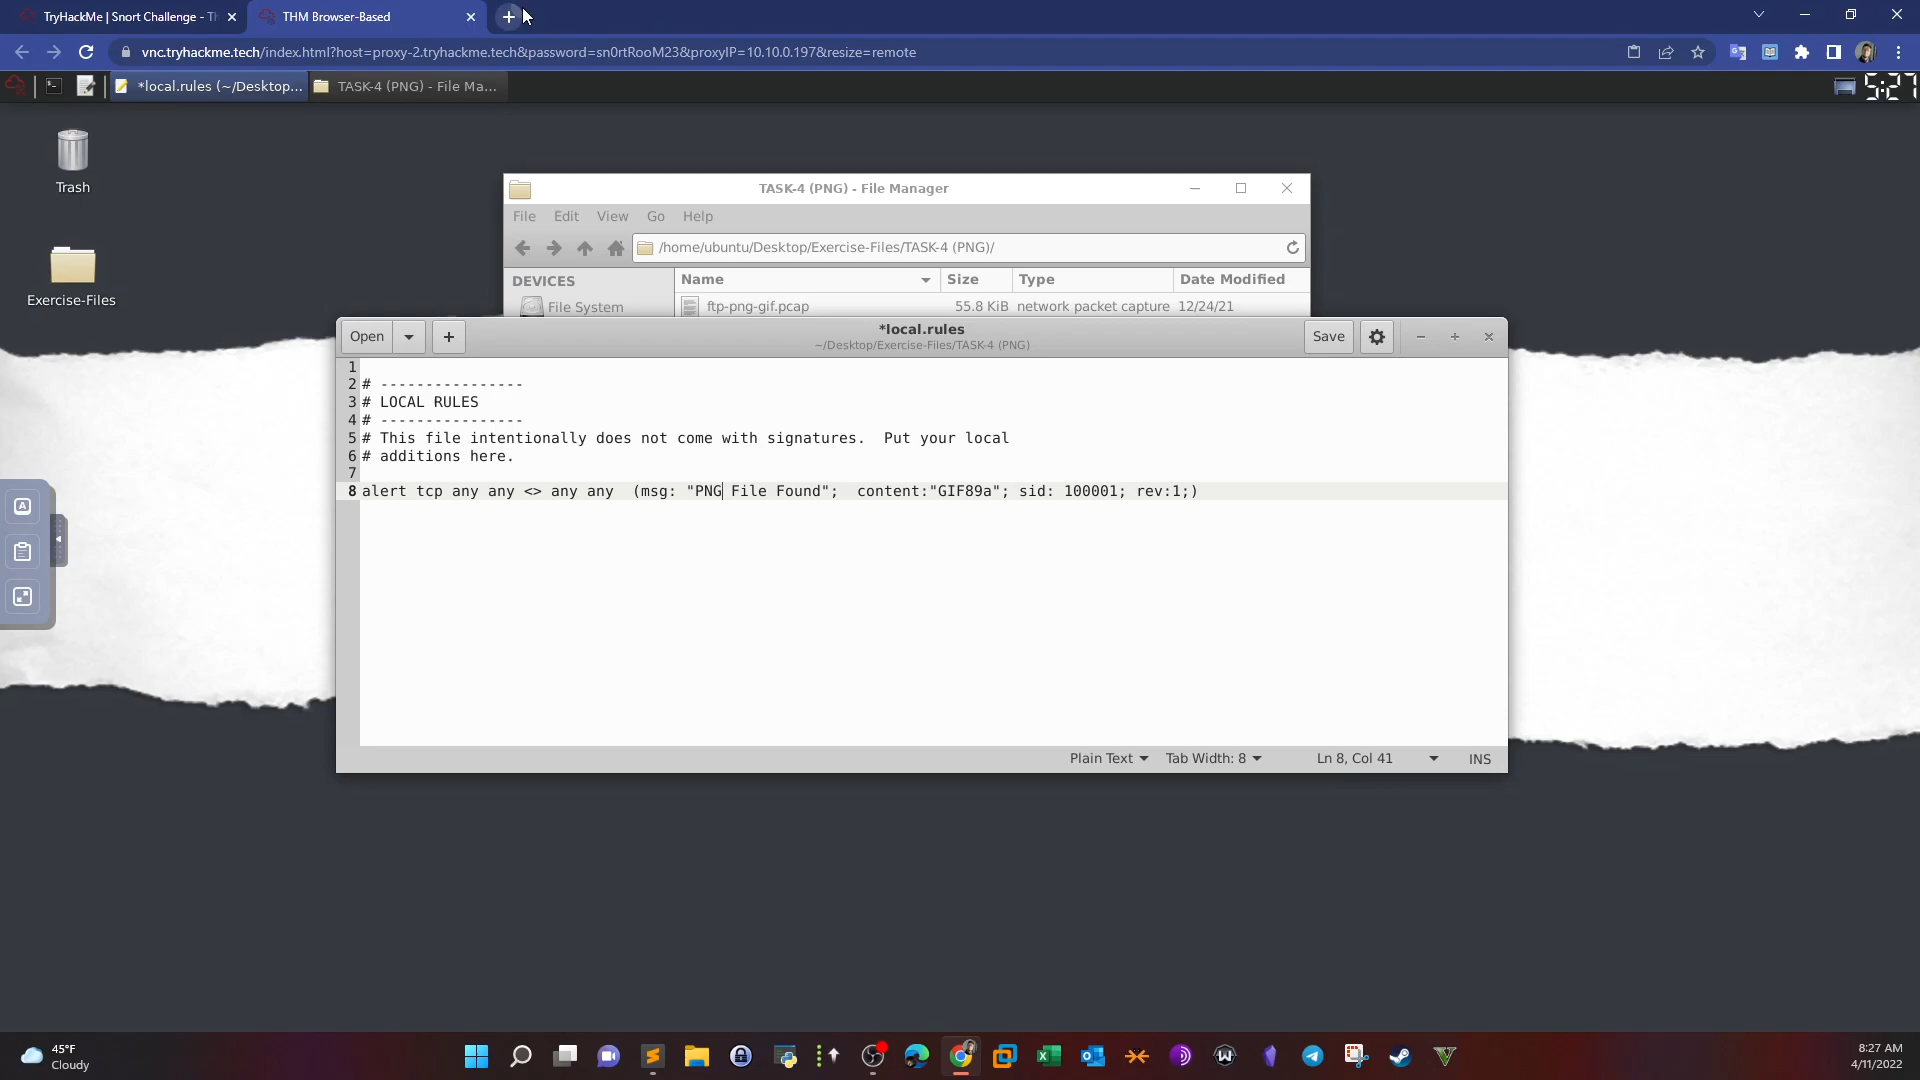 TryHackMe | Snort Challenge - Th
THM Browser-Based
vnc.tryhackme.tech/index.html?host=proxy-2.tryhackme.tech&password=sn0rtRooM23&proxyIP=10.10.0.197&resize=remote
*local.rules (~/Desktop...
TASK-4 (PNG) - File Ma...
Trash
Exercise-Files
TASK-4 (PNG) - File Manager
File Edit View Go Help
/home/ubuntu/Desktop/Exercise-Files/TASK-4 (PNG)/
DEVICES
Name Size Type Date Modified
File System
ftp-png-gif.pcap 55.8 KiB network packet capture 12/24/21
Open
*local.rules
~/Desktop/Exercise-Files/TASK-4 (PNG)
Save
1
2 # ----------------
3 # LOCAL RULES
4 # ----------------
5 # This file intentionally does not come with signatures.  Put your local
6 # additions here.
7
8 alert tcp any any <> any any  (msg: "PNG File Found";  content:"GIF89a"; sid: 100001; rev:1;)
Plain Text Tab Width: 8 Ln 8, Col 41 INS
45°F
Cloudy
8:27 AM
4/11/2022